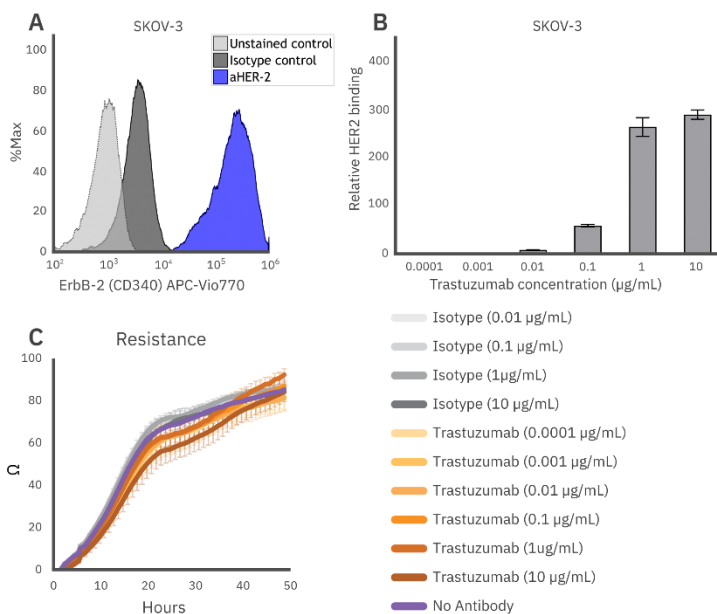 A
SKOV-3
Unstained control
Isotype control
aHER-2
%Max
100
80
60
40
20
0
10² 10³ 10⁴ 10⁵ 10⁶
ErbB-2 (CD340) APC-Vio770
B
SKOV-3
Relative HER2 binding
400
300
200
100
0
0.0001 0.001 0.01 0.1 1 10
Trastuzumab concentration (µg/mL)
C
Resistance
Ω
100
80
60
40
20
0
0 10 20 30 40 50
Hours
Isotype (0.01 µg/mL)
Isotype (0.1 µg/mL)
Isotype (1µg/mL)
Isotype (10 µg/mL)
Trastuzumab (0.0001 µg/mL)
Trastuzumab (0.001 µg/mL)
Trastuzumab (0.01 µg/mL)
Trastuzumab (0.1 µg/mL)
Trastuzumab (1ug/mL)
Trastuzumab (10 µg/mL)
No Antibody